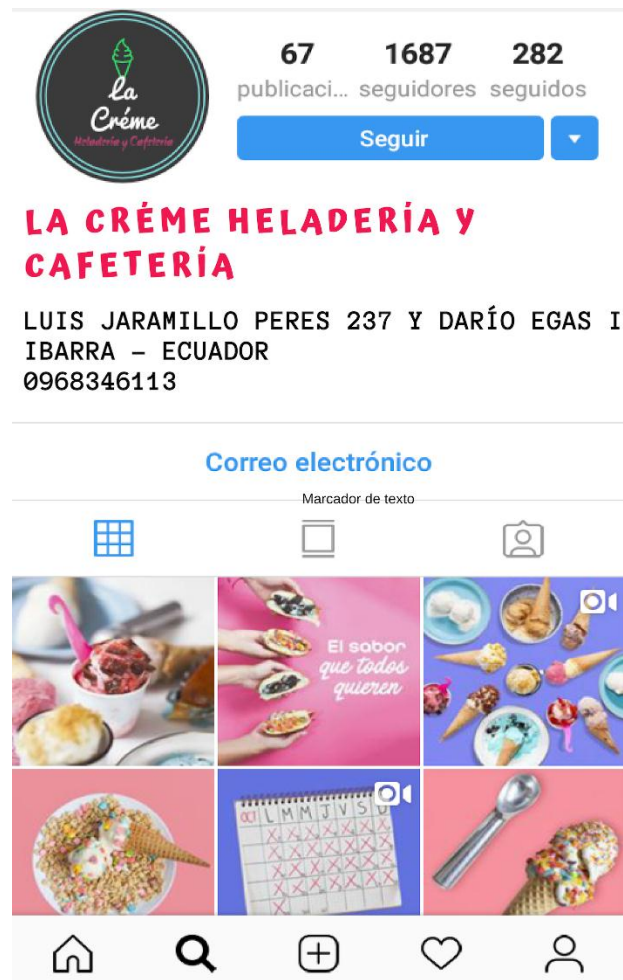 67 1687 282
publicaci... seguidores seguidos
La
Créme
Heladería y Cafetería
Seguir
LA CRÉME HELADERÍA Y
CAFETERÍA
LUIS JARAMILLO PERES 237 Y DARÍO EGAS I
IBARRA – ECUADOR
0968346113
Correo electrónico
Marcador de texto
El sabor
que todos
quieren
L M M J V S D